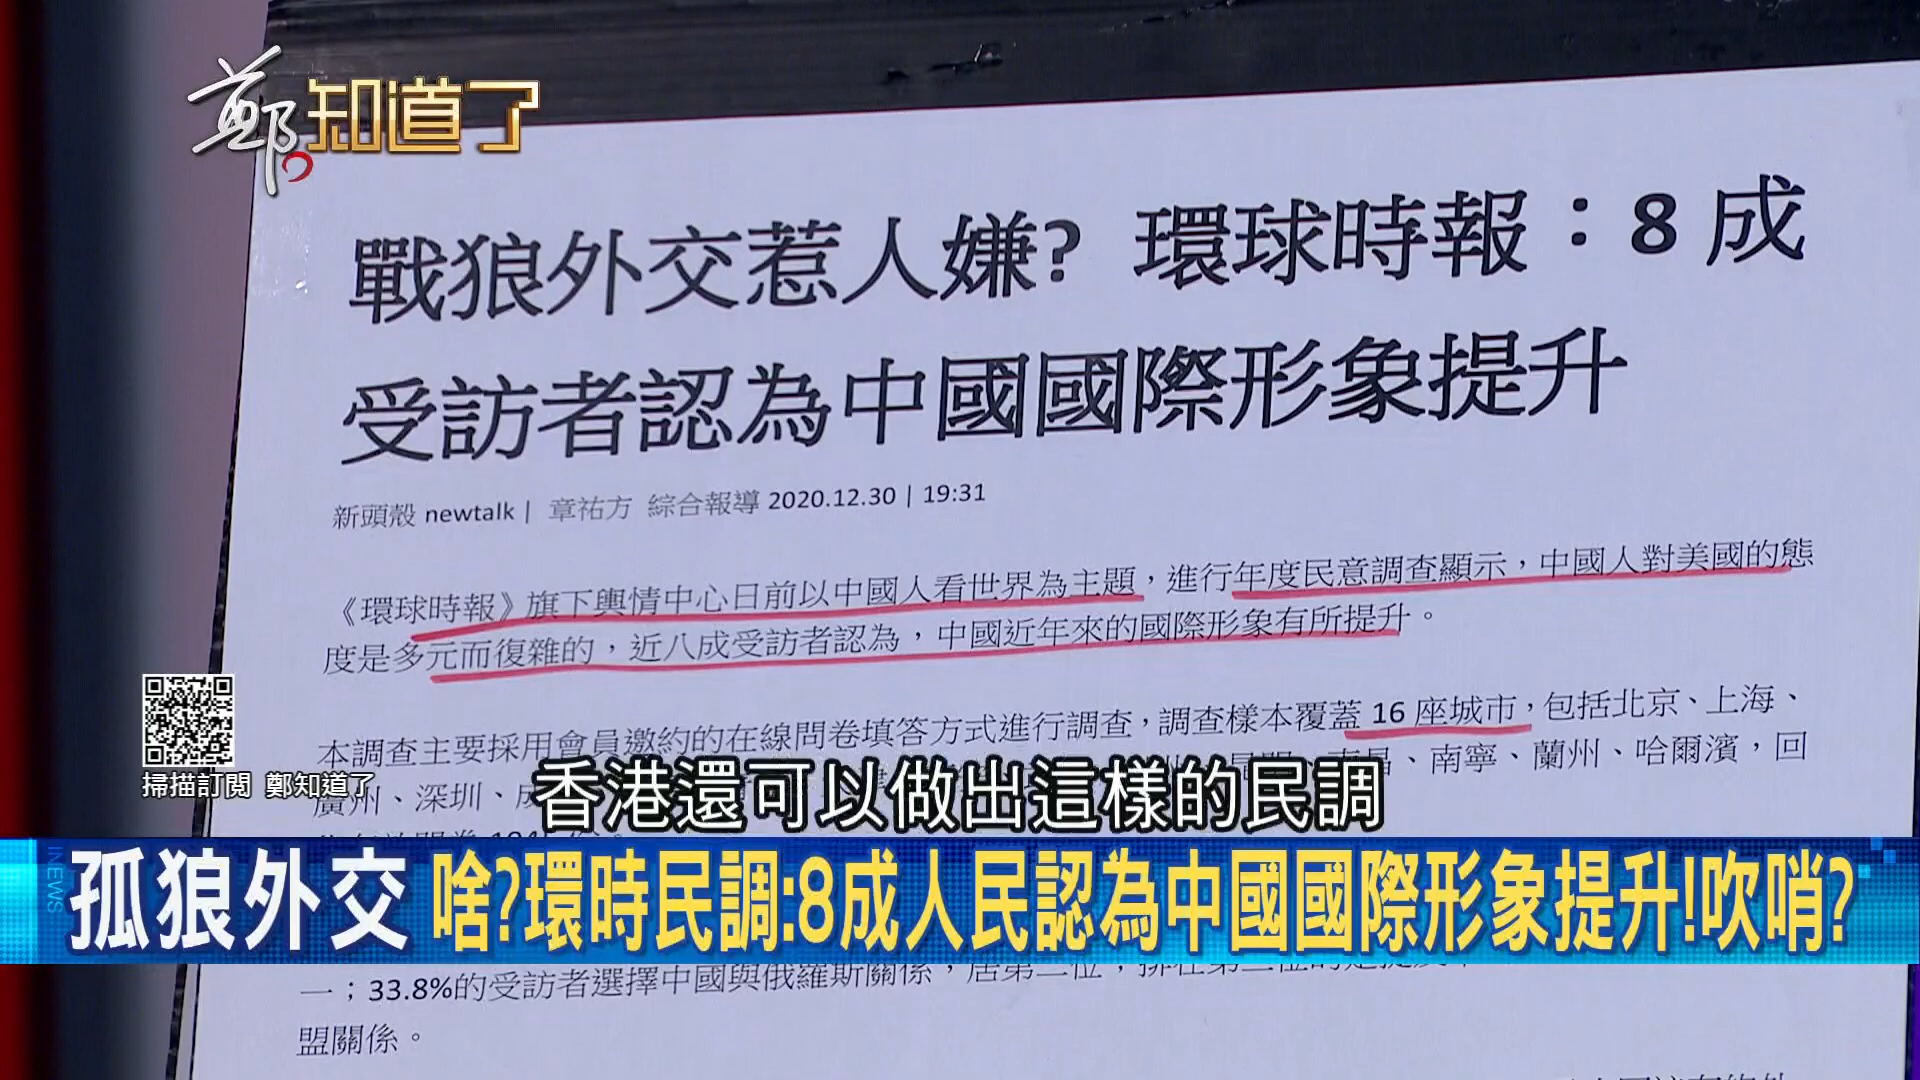 鄭知道了
戰狼外交惹人嫌? 環球時報：8 成
受訪者認為中國國際形象提升
新頭殼 newtalk | 章祐方 綜合報導 2020.12.30 | 19:31
《環球時報》旗下輿情中心日前以中國人看世界為主題，進行年度民意調查顯示，中國人對美國的態
度是多元而復雜的，近八成受訪者認為，中國近年來的國際形象有所提升。
本調查主要採用會員邀約的在線問卷填答方式進行調查，調查樣本覆蓋 16 座城市，包括北京、上海、
廣州、深圳、 南昌、南寧、蘭州、哈爾濱，回
掃描訂閱 鄭知道了
香港還可以做出這樣的民調
INEWS
孤狼外交 啥?環時民調:8成人民認為中國國際形象提升!吹哨?
一；33.8%的受訪者選擇中國與俄羅斯關係，居第二位，
盟關係。